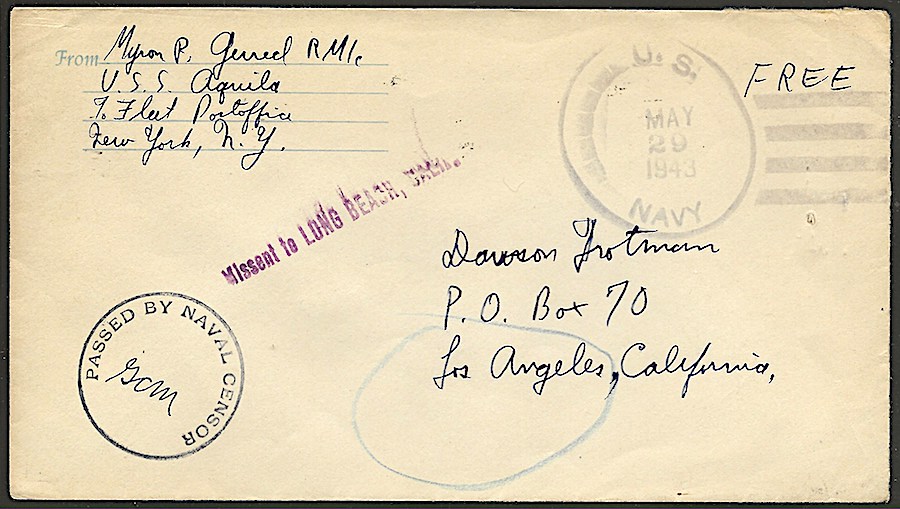 From Myron P. Gerred RM1c
U.S.S. Aquila
% Fleet Postoffice
New York, N.Y.
U.S.
MAY
29
1943
NAVY
FREE
Missent to LONG BEACH, CALIF.
Dawson Trotman
P.O. Box 70
Los Angeles, California,
PASSED BY NAVAL CENSOR
GCM